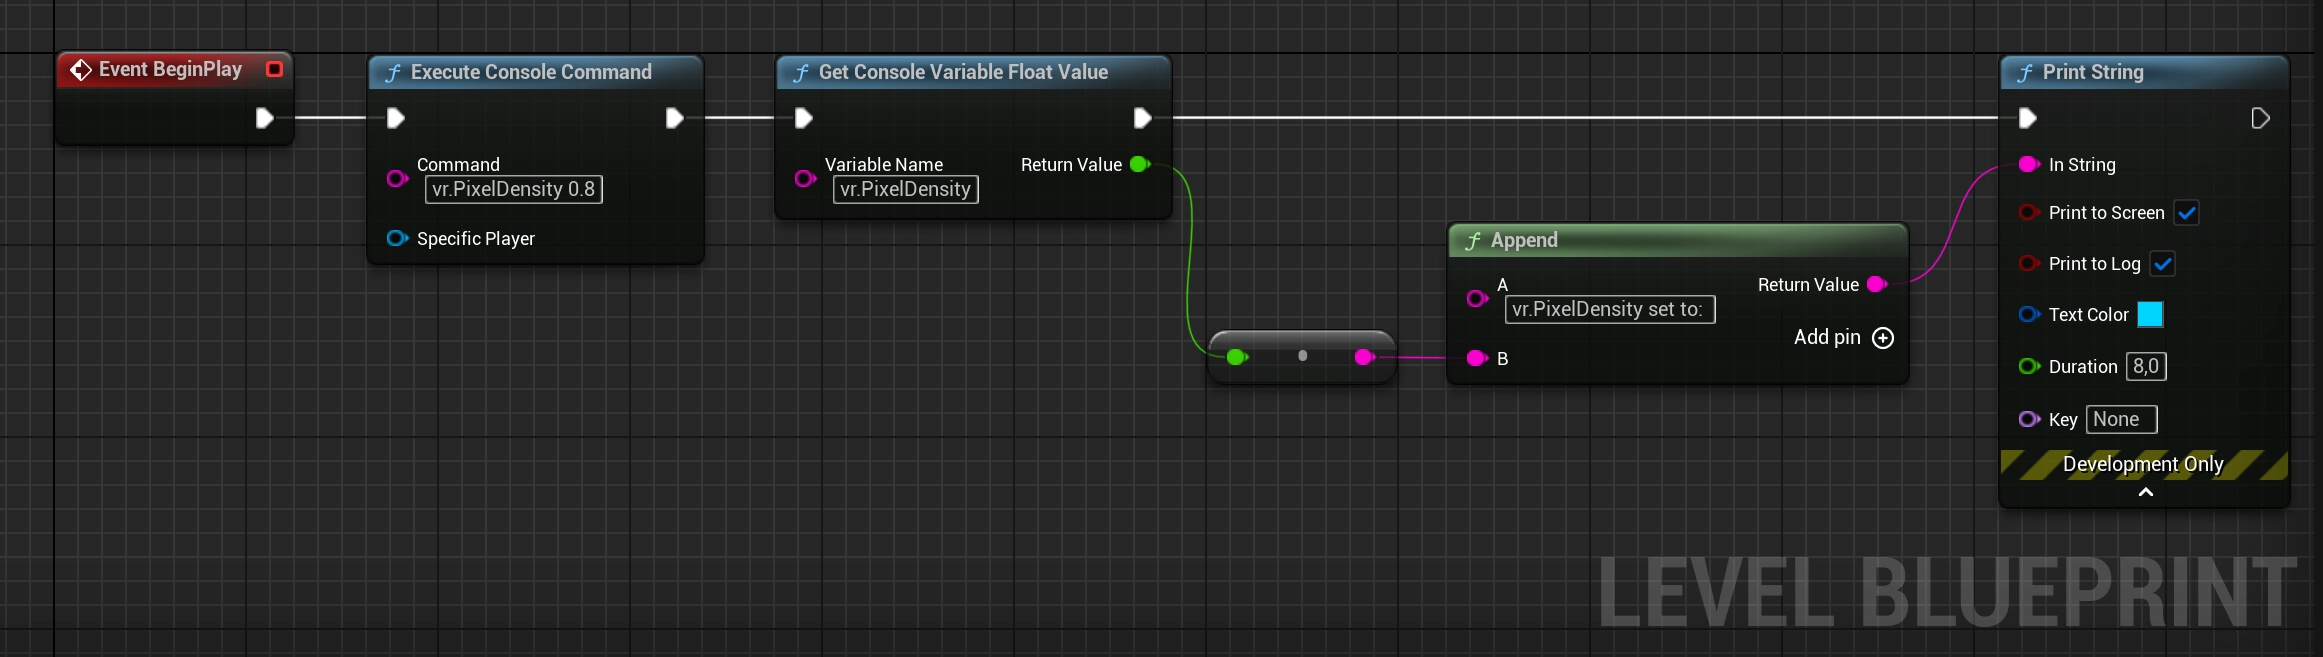 Event BeginPlay
f Execute Console Command
Command
vr.PixelDensity 0.8
Specific Player
f Get Console Variable Float Value
Variable Name
vr.PixelDensity
Return Value
f Append
A
vr.PixelDensity set to:
B
Return Value
Add pin
f Print String
In String
Print to Screen
Print to Log
Text Color
Duration 8,0
Key None
Development Only
LEVEL BLUEPRINT